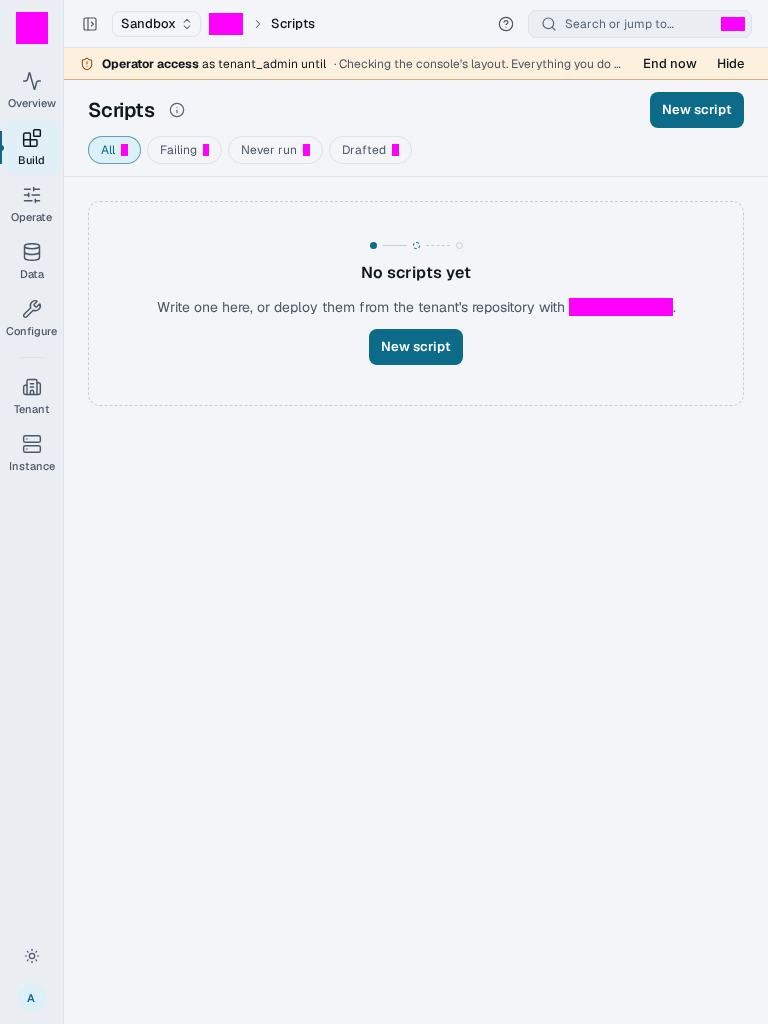 Sandbox
Scripts
Search or jump to…
Operator access as tenant_admin until · Checking the console's layout. Everything you do …
End now
Hide
Overview
Build
Operate
Data
Configure
Tenant
Instance
A
Scripts
New script
All
Failing
Never run
Drafted
No scripts yet
Write one here, or deploy them from the tenant's repository with .
New script